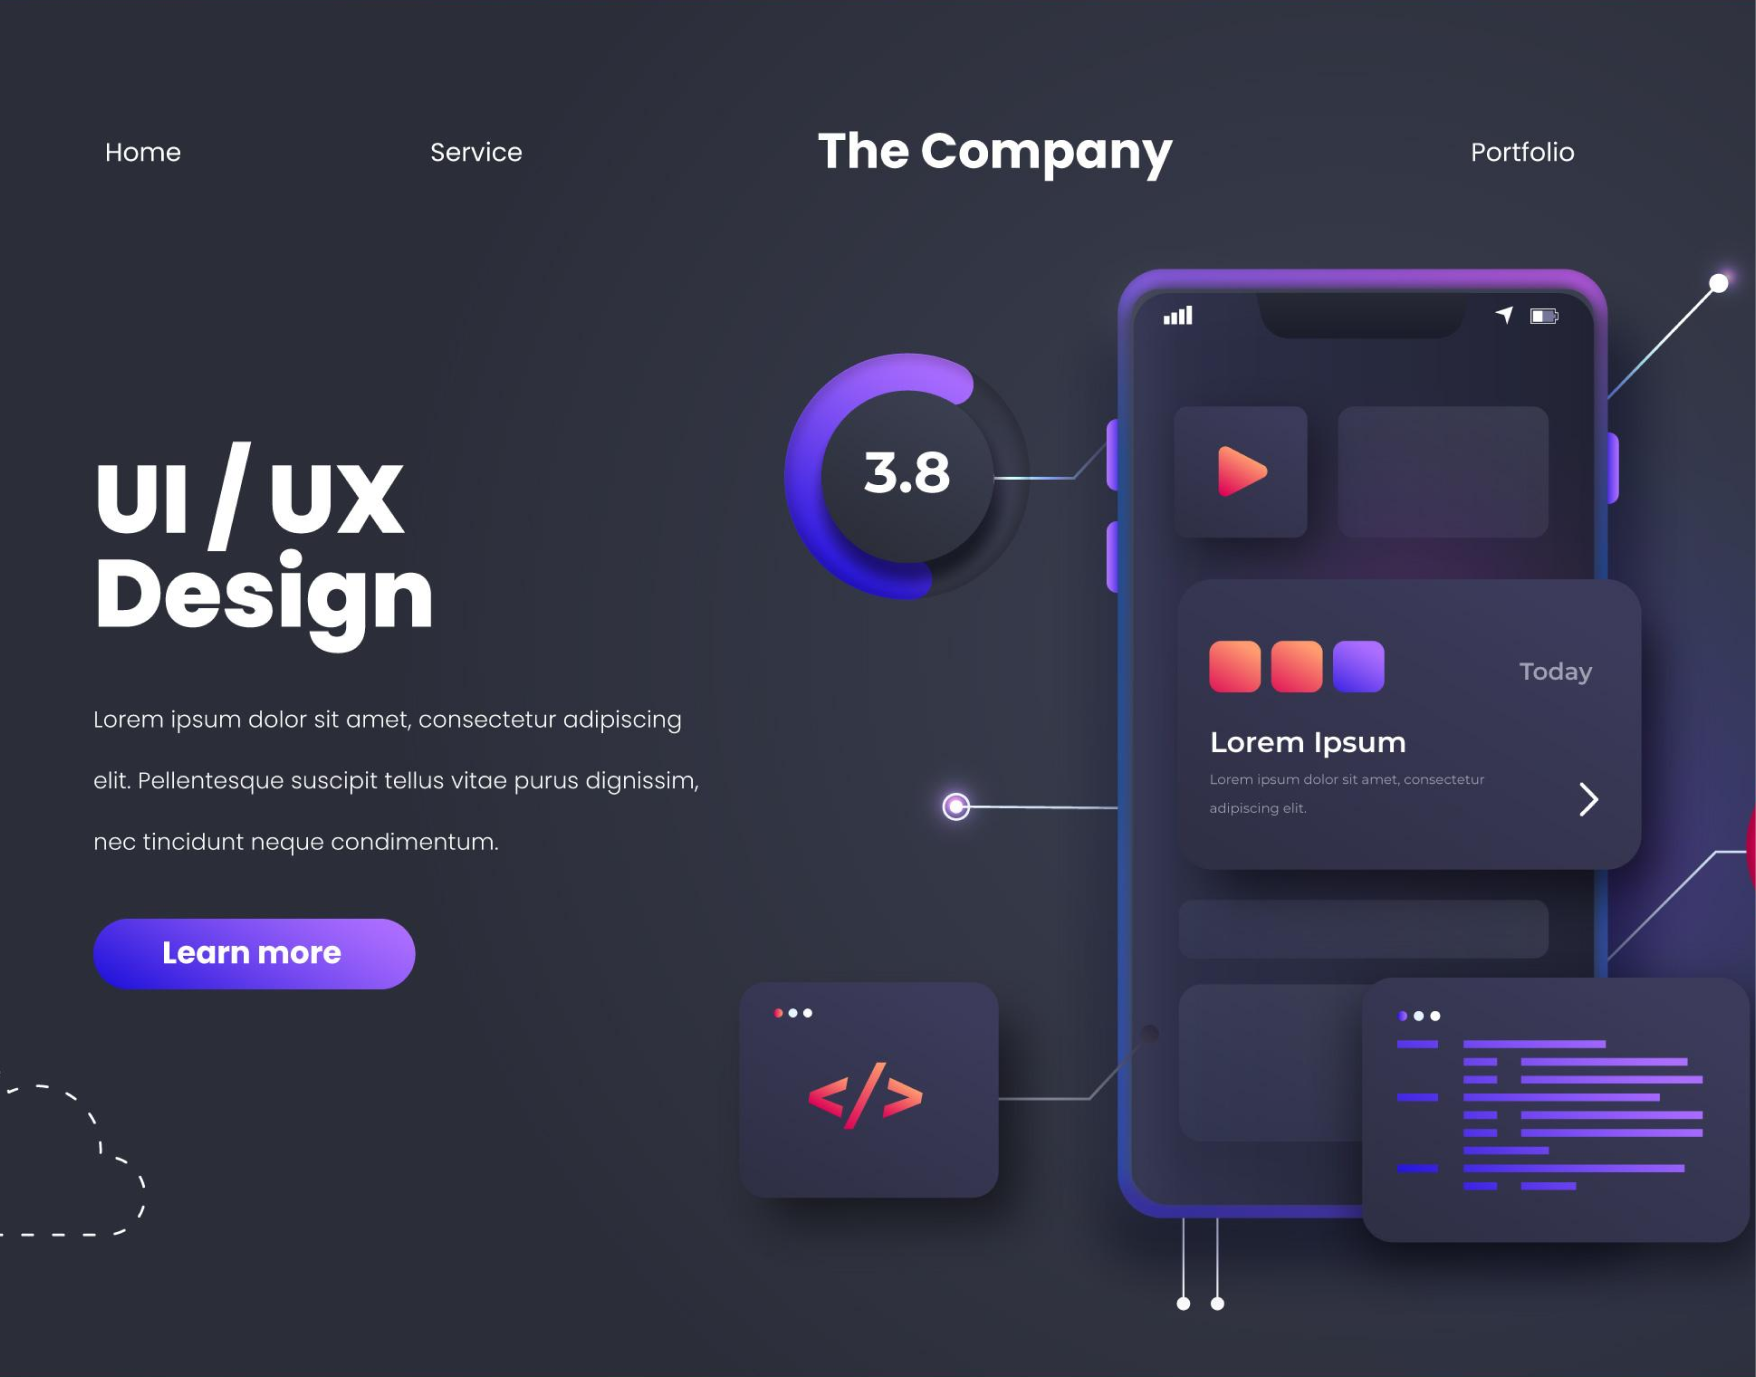 Home
Service
The Company
Portfolio
UI / UX
Design
Lorem ipsum dolor sit amet, consectetur adipiscing
elit. Pellentesque suscipit tellus vitae purus dignissim,
nec tincidunt neque condimentum.
Learn more
3.8
Today
Lorem Ipsum
Lorem ipsum dolor sit amet, consectetur
adipiscing elit.
</>